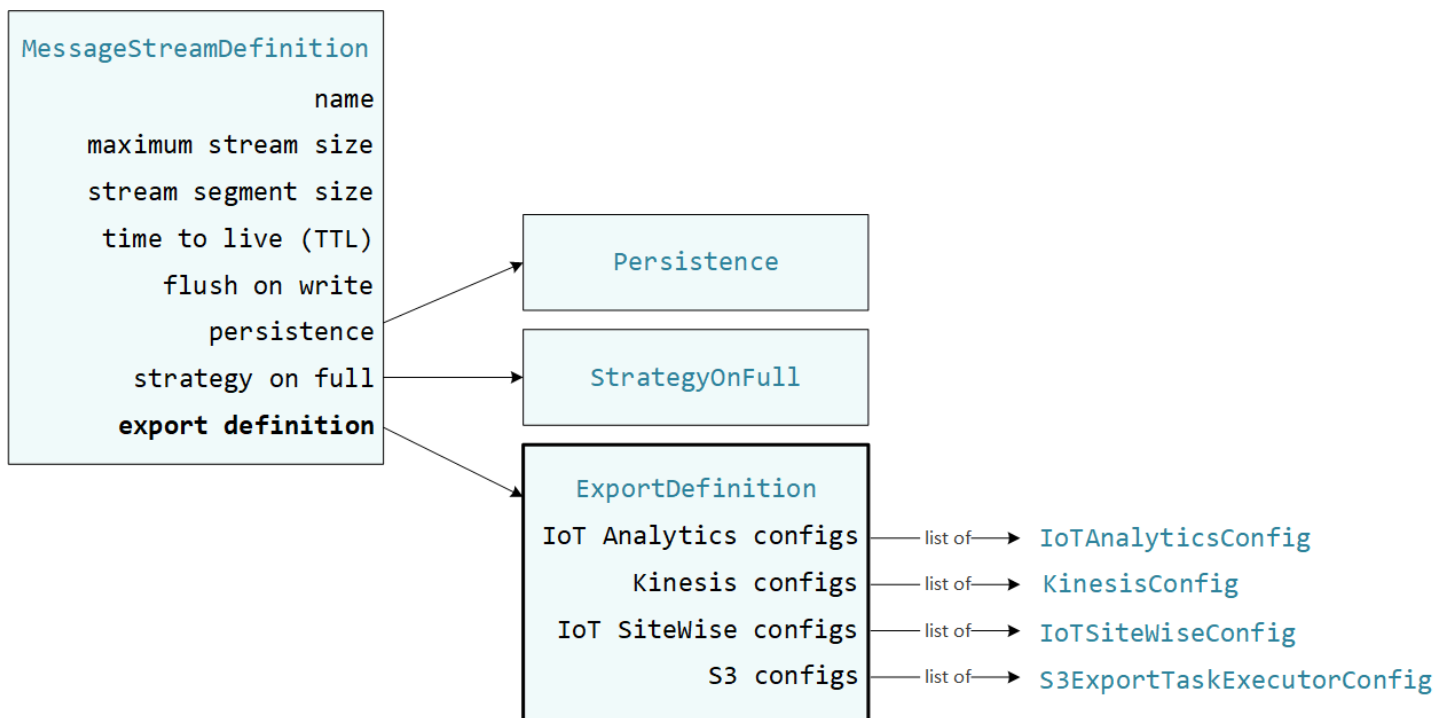 MessageStreamDefinition
name
maximum stream size
stream segment size
time to live (TTL)
flush on write
persistence
strategy on full
export definition
Persistence
StrategyOnFull
ExportDefinition
IoT Analytics configs
list of
IoTAnalyticsConfig
Kinesis configs
list of
KinesisConfig
IoT SiteWise configs
list of
IoTSiteWiseConfig
S3 configs
list of
S3ExportTaskExecutorConfig